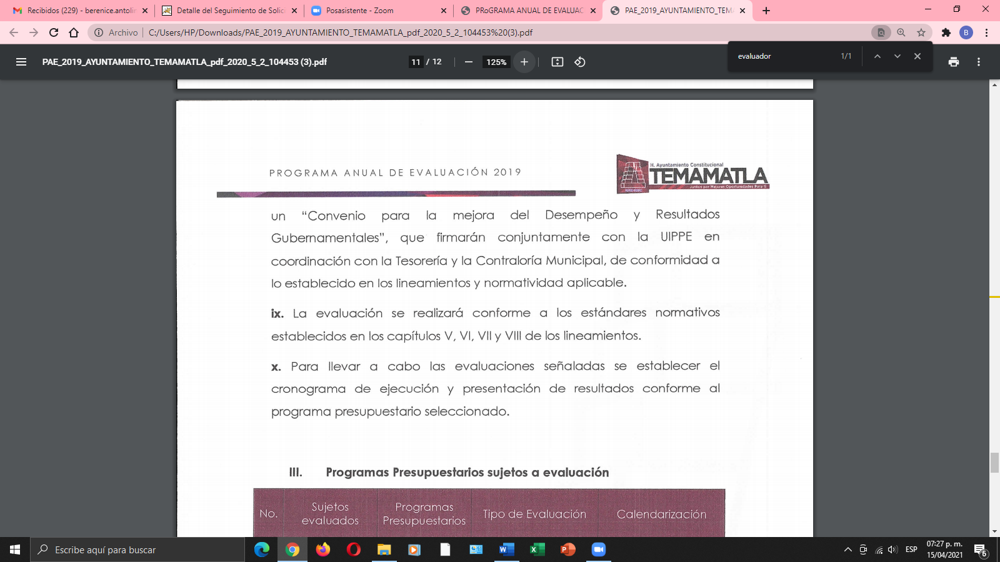 Recibidos (229) - berenice.antolin
Detalle del Seguimiento de Solici
Posasistente - Zoom
PRoGRAMA ANUAL DE EVALUAC
PAE_2019_AYUNTAMIENTO_TEMA
Archivo
C:/Users/HP/Downloads/PAE_2019_AYUNTAMIENTO_TEMAMATLA_pdf_2020_5_2_104453%20(3).pdf
B
PAE_2019_AYUNTAMIENTO_TEMAMATLA_pdf_2020_5_2_104453 (3).pdf
11 / 12
125%
evaluador
1/1
PROGRAMA ANUAL DE EVALUACIÓN 2019
H. Ayuntamiento Constitucional
TEMAMATLA
Juntos por Mejores Oportunidades Para ti
un “Convenio para la mejora del Desempeño y Resultados
Gubernamentales”, que firmarán conjuntamente con la UIPPE en
coordinación con la Tesorería y la Contraloría Municipal, de conformidad a
lo establecido en los lineamientos y normatividad aplicable.
ix. La evaluación se realizará conforme a los estándares normativos
establecidos en los capítulos V, VI, VII y VIII de los lineamientos.
x. Para llevar a cabo las evaluaciones señaladas se establecer el
cronograma de ejecución y presentación de resultados conforme al
programa presupuestario seleccionado.
III. Programas Presupuestarios sujetos a evaluación
No.
Sujetos
evaluados
Programas
Presupuestarios
Tipo de Evaluación
Calendarización
Escribe aquí para buscar
ESP
07:27 p. m.
15/04/2021
6